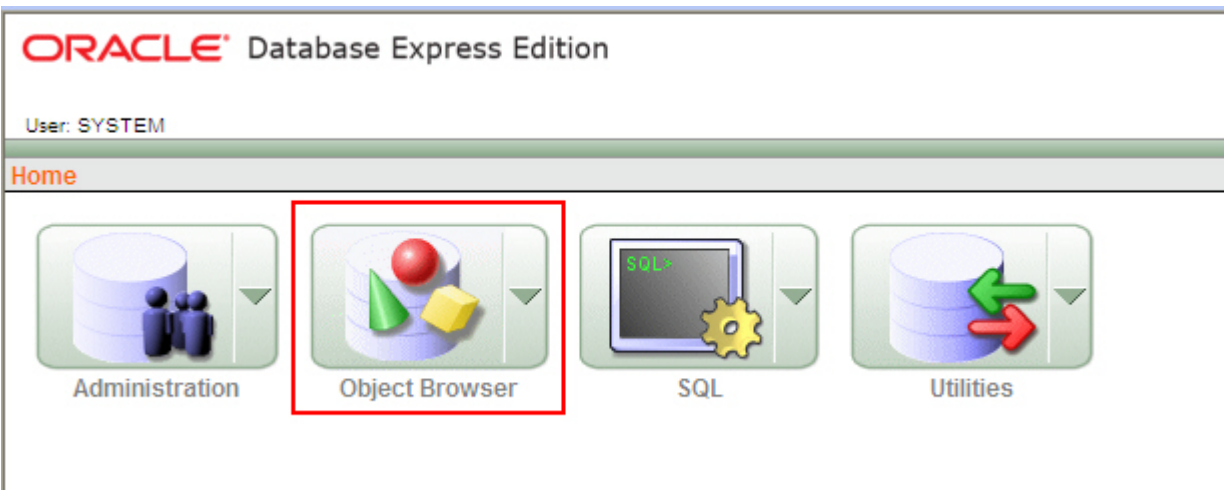 ORACLE® Database Express Edition
User: SYSTEM
Home
SQL>
Administration
Object Browser
SQL
Utilities